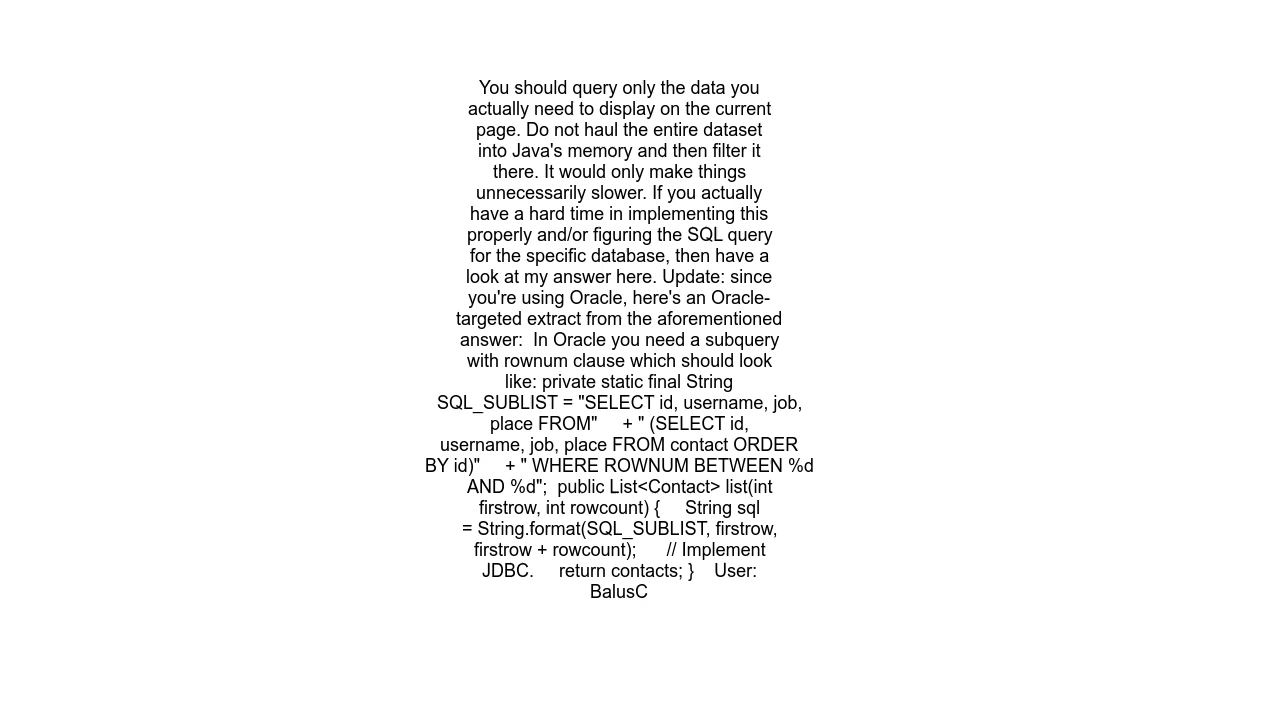 You should query only the data you
actually need to display on the current
page. Do not haul the entire dataset
into Java's memory and then filter it
there. It would only make things
unnecessarily slower. If you actually
have a hard time in implementing this
properly and/or figuring the SQL query
for the specific database, then have a
look at my answer here. Update: since
you're using Oracle, here's an Oracle-
targeted extract from the aforementioned
answer:  In Oracle you need a subquery
with rownum clause which should look
like: private static final String
SQL_SUBLIST = "SELECT id, username, job,
place FROM"     + " (SELECT id,
username, job, place FROM contact ORDER
BY id)"     + " WHERE ROWNUM BETWEEN %d
AND %d";  public List<Contact> list(int
firstrow, int rowcount) {     String sql
= String.format(SQL_SUBLIST, firstrow,
firstrow + rowcount);      // Implement
JDBC.     return contacts; }    User:
BalusC